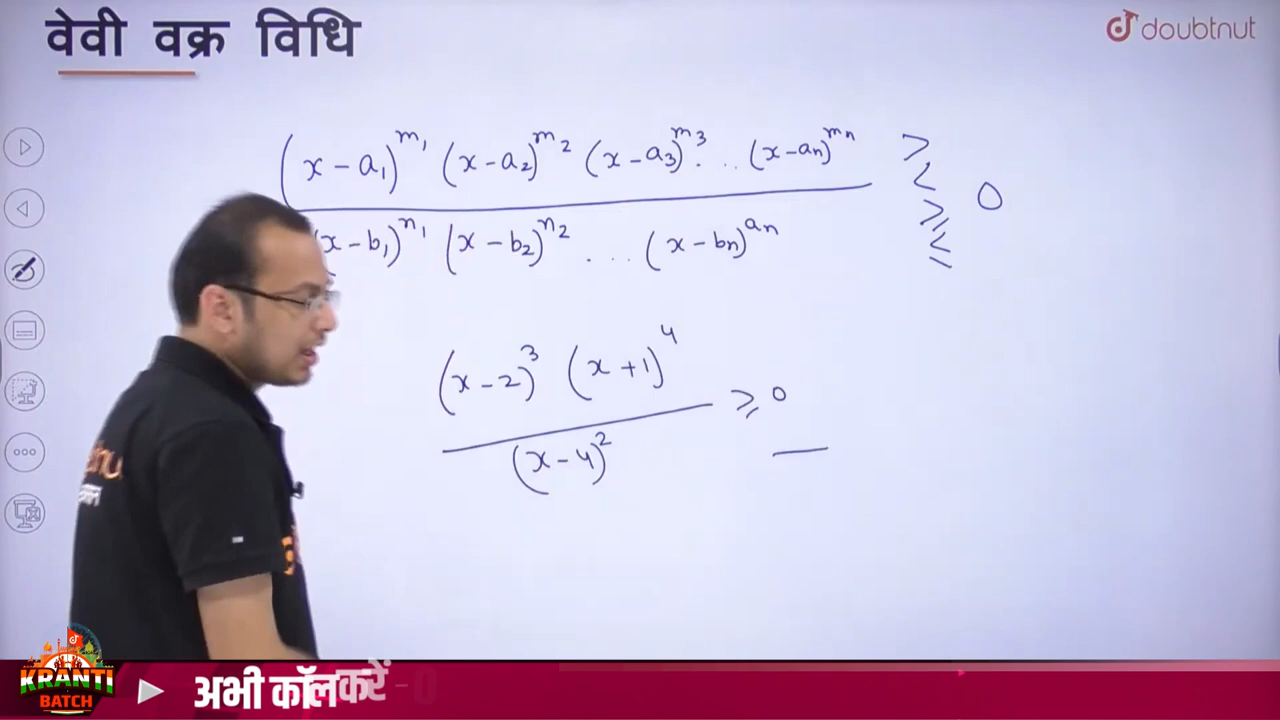 वेवी वक्र विधि
doubtnut
(x-a₁)^m₁ (x-a₂)^m₂ (x-a₃)^m₃ . .. (x-an)^mn > < ≥ ≤ 0
x-b₁)^n₁ (x-b₂)^n₂ . ... (x-bn)^an
(x-2)³ (x+1)⁴ ≥ 0
(x-4)²
KRANTI
BATCH
अभी कॉल करें -0